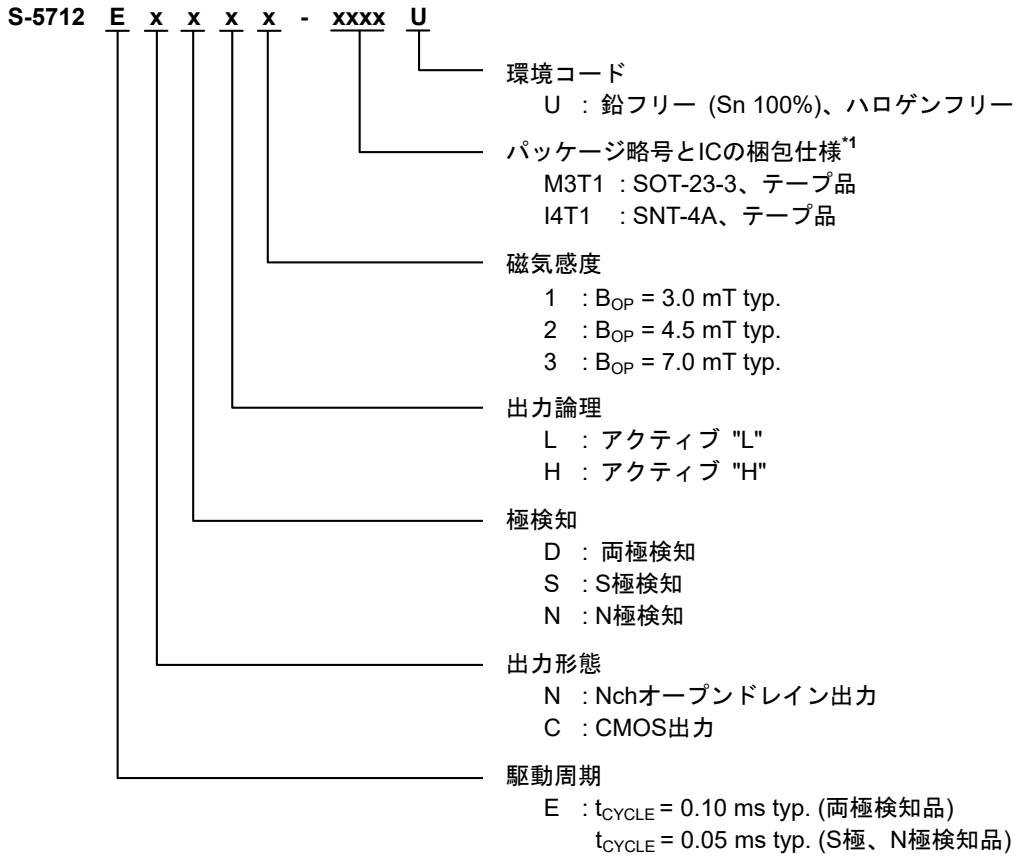 S-5712 E x x x x - xxxx U
環境コード
U : 鉛フリー (Sn 100%)、ハロゲンフリー
パッケージ略号とICの梱包仕様*1
M3T1 : SOT-23-3、テープ品
I4T1 : SNT-4A、テープ品
磁気感度
1 : BOP = 3.0 mT typ.
2 : BOP = 4.5 mT typ.
3 : BOP = 7.0 mT typ.
出力論理
L : アクティブ "L"
H : アクティブ "H"
極検知
D : 両極検知
S : S極検知
N : N極検知
出力形態
N : Nchオープンドレイン出力
C : CMOS出力
駆動周期
E : tCYCLE = 0.10 ms typ. (両極検知品)
tCYCLE = 0.05 ms typ. (S極、N極検知品)